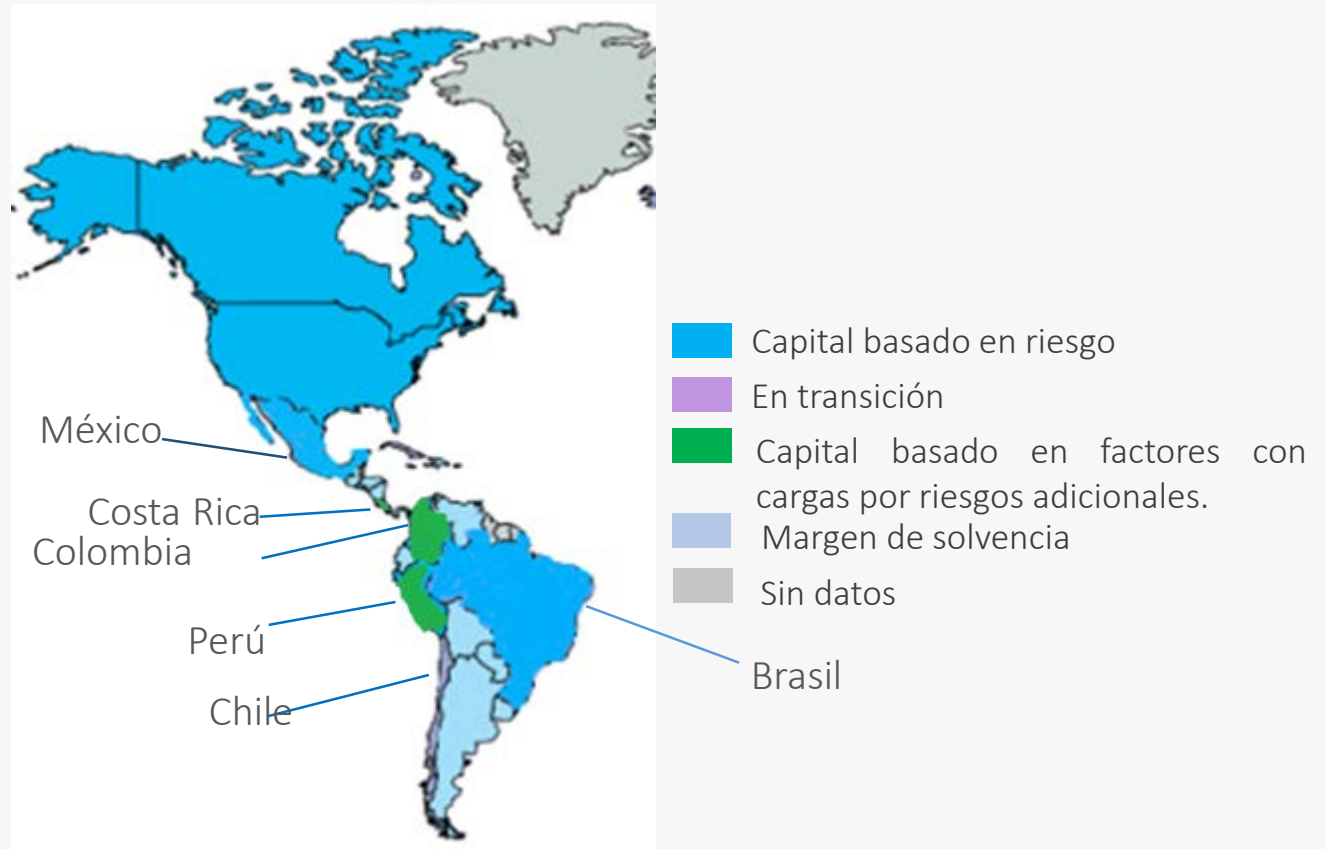 México
Costa Rica
Colombia
Perú
Chile
Capital basado en riesgo
En transición
Capital basado en factores con
cargas por riesgos adicionales.
Margen de solvencia
Sin datos
Brasil